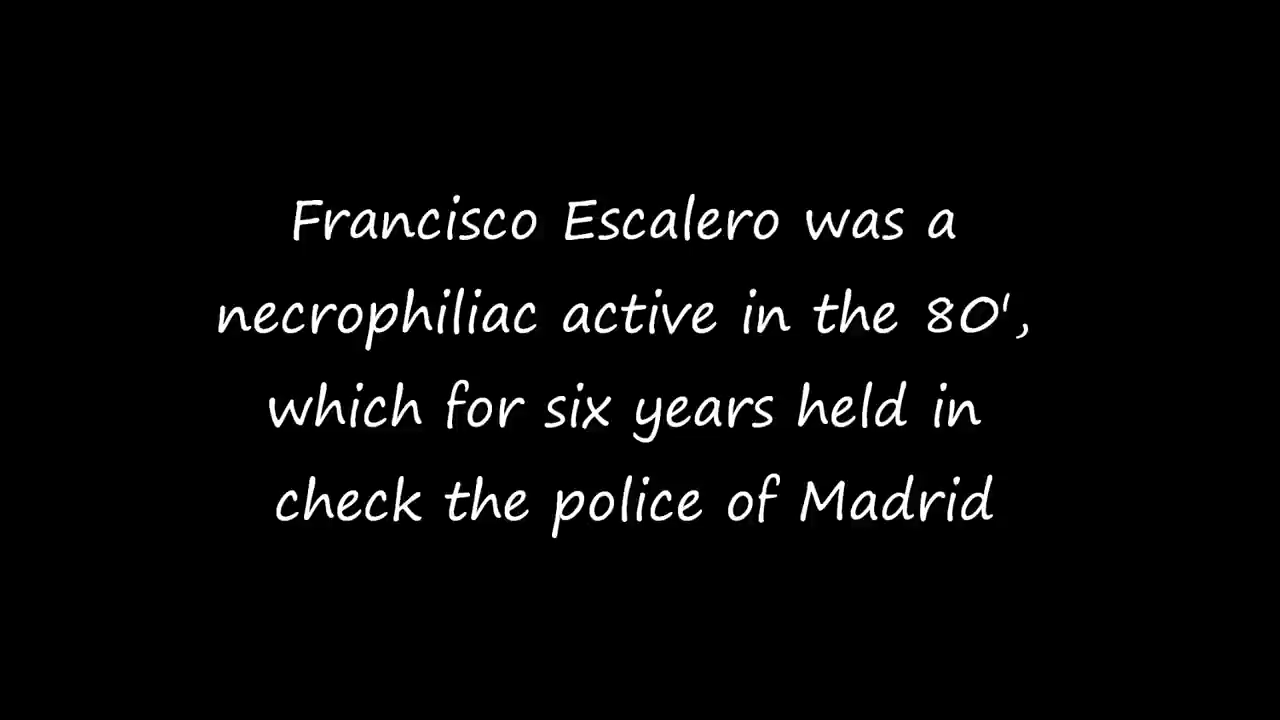 Francisco Escalero was a
necrophiliac active in the 80',
which for six years held in
check the police of Madrid